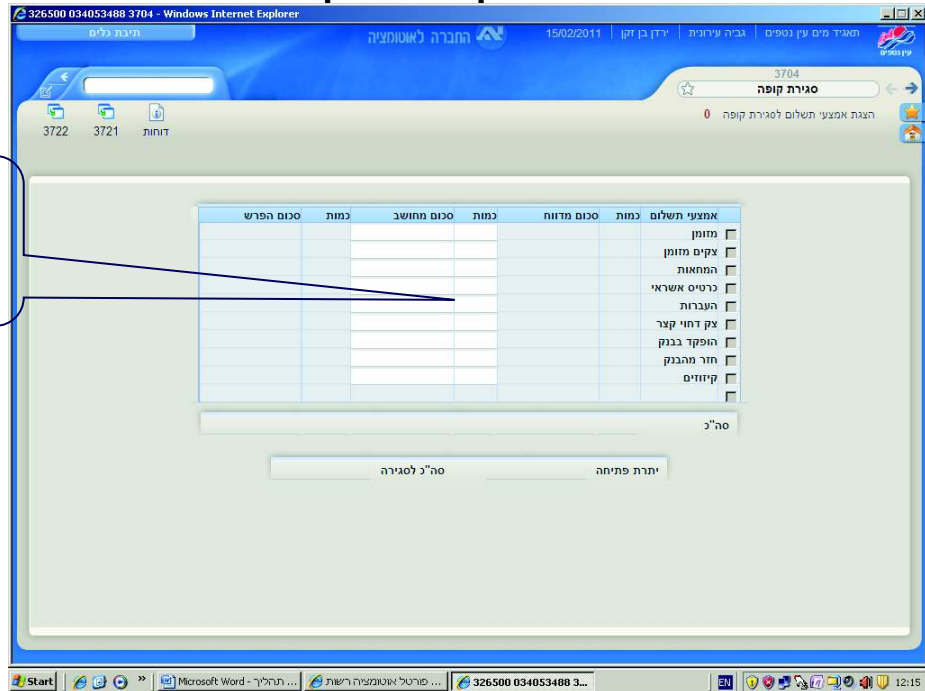 326500 034053488 3704 - Windows Internet Explorer
תאגיד מים עין נטפים | גביה עירונית | ירדן בן זקן | 15/02/2011
החברה לאוטומציה
תיבת כלים
עין נטפים
3704
סגירת קופה
הצגת אמצעי תשלום לסגירת קופה 0
דוחות 3721 3722
אמצעי תשלום כמות סכום מדווח כמות סכום מחושב כמות סכום הפרש
מזומן
צקים מזומן
המחאות
כרטיס אשראי
העברות
צק דחוי קצר
הופקד בבנק
חזר מהבנק
קיזוזים
סה"כ
יתרת פתיחה סה"כ לסגירה
Start » Microsoft Word - תהליך ... פורטל אוטומציה רשות ... 326500 034053488 3... EN 12:15